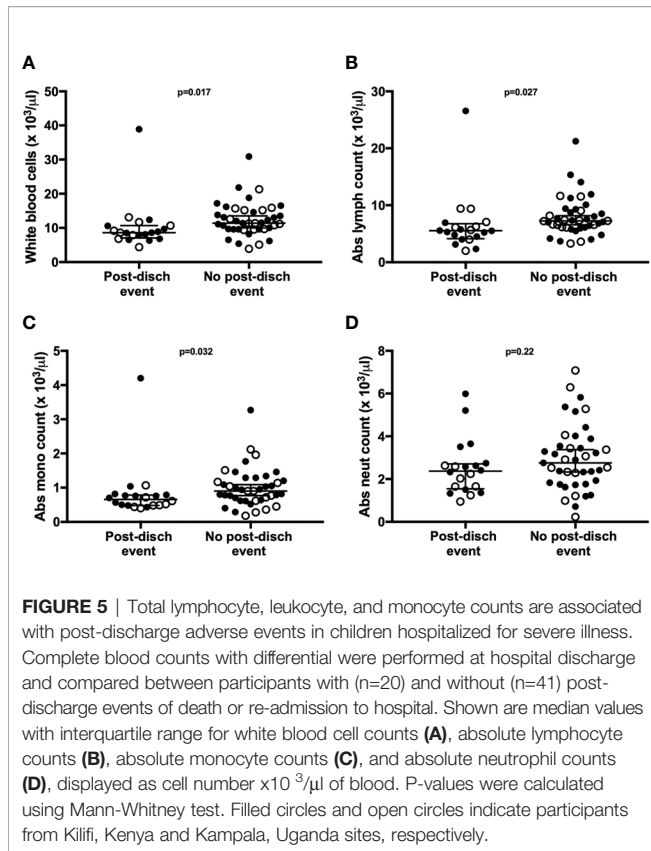 A
White blood cells (x 10³/µl)
50
40
30
20
10
0
p=0.017
Post-disch
event
No post-disch
event
B
Abs lymph count (x 10³/µl)
30
20
10
0
p=0.027
Post-disch
event
No post-disch
event
C
Abs mono count (x 10³/µl)
5
4
3
2
1
0
p=0.032
Post-disch
event
No post-disch
event
D
Abs neut count (x 10³/µl)
8
6
4
2
0
p=0.22
Post-disch
event
No post-disch
event
FIGURE 5 | Total lymphocyte, leukocyte, and monocyte counts are associated
with post-discharge adverse events in children hospitalized for severe illness.
Complete blood counts with differential were performed at hospital discharge
and compared between participants with (n=20) and without (n=41) post-
discharge events of death or re-admission to hospital. Shown are median values
with interquartile range for white blood cell counts (A), absolute lymphocyte
counts (B), absolute monocyte counts (C), and absolute neutrophil counts
(D), displayed as cell number x10 ³/µl of blood. P-values were calculated
using Mann-Whitney test. Filled circles and open circles indicate participants
from Kilifi, Kenya and Kampala, Uganda sites, respectively.